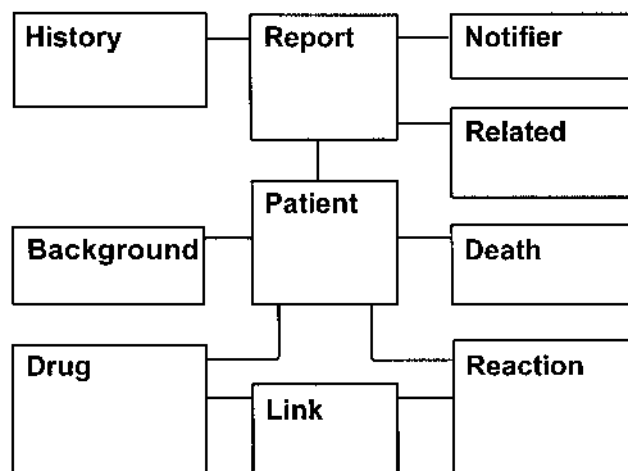 History
Report
Notifier
Related
Patient
Background
Death
Drug
Link
Reaction